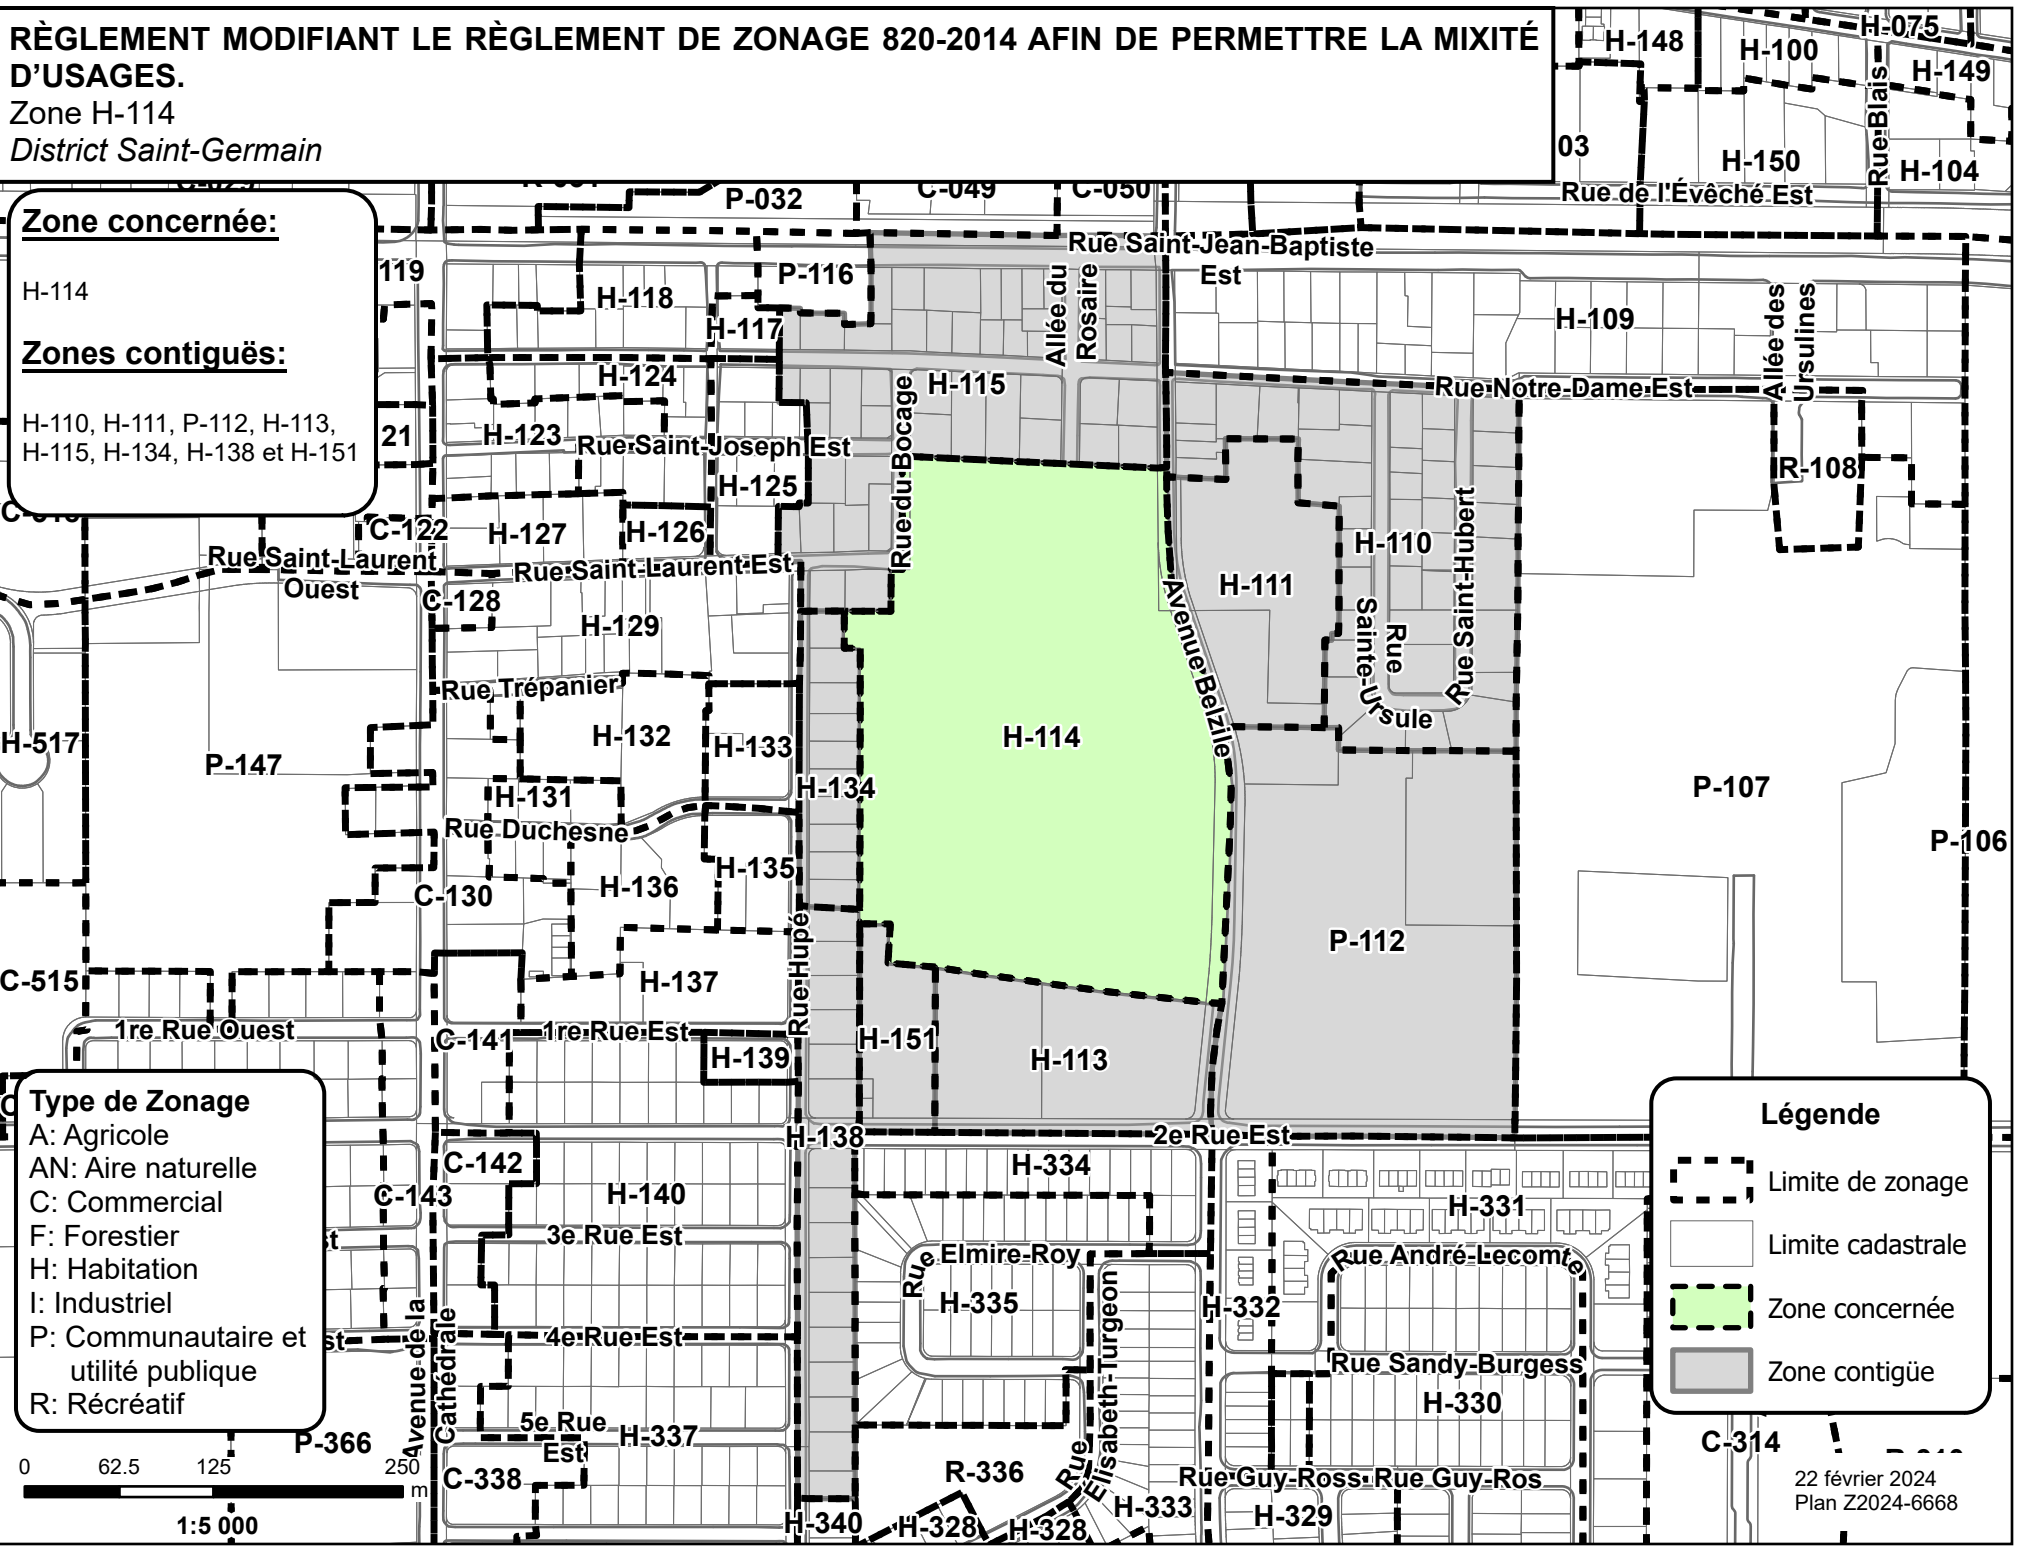 RÈGLEMENT MODIFIANT LE RÈGLEMENT DE ZONAGE 820-2014 AFIN DE PERMETTRE LA MIXITÉ
D’USAGES.
Zone H-114
District Saint-Germain
Zone concernée:
H-114
Zones contiguës:
H-110, H-111, P-112, H-113,
H-115, H-134, H-138 et H-151
H-148
H-100
H-075
H-149
Rue Blais
03
H-150
H-104
Rue de l'Évêché Est
P-032
C-049
C-050
Rue Saint-Jean-Baptiste
Est
119
H-118
P-116
H-117
Allée du
Rosaire
H-109
Allée des
Ursulines
H-124
H-115
Rue Notre-Dame Est
21
H-123
Rue Saint-Joseph Est
Rue du Bocage
H-125
R-108
C-122
H-127
H-126
H-110
Rue Saint-Hubert
Rue Saint-Laurent
Ouest
Rue Saint-Laurent Est
H-111
C-128
H-129
Avenue Belzile
Rue
Sainte-Ursule
Rue Trépanier
H-517
P-147
H-132
H-133
H-114
H-134
P-107
H-131
Rue Duchesne
P-106
H-135
H-136
C-130
P-112
Rue Hupé
C-515
H-137
1re Rue Ouest
C-141
1re Rue Est
H-139
H-151
H-113
Type de Zonage
A: Agricole
AN: Aire naturelle
C: Commercial
F: Forestier
H: Habitation
I: Industriel
P: Communautaire et
utilité publique
R: Récréatif
H-138
2e Rue Est
C-142
H-334
C-143
H-140
H-331
3e Rue Est
Rue Elmire-Roy
Rue André-Lecomte
H-335
H-332
Avenue de la
Cathédrale
4e Rue Est
Rue
Élisabeth-Turgeon
Rue Sandy-Burgess
H-330
5e Rue
Est
H-337
P-366
C-338
R-336
Rue Guy-Ross
Rue Guy-Ros
H-333
H-340
H-328
H-328
H-329
C-314
Légende
Limite de zonage
Limite cadastrale
Zone concernée
Zone contigüe
0 62.5 125 250
m
1:5 000
22 février 2024
Plan Z2024-6668